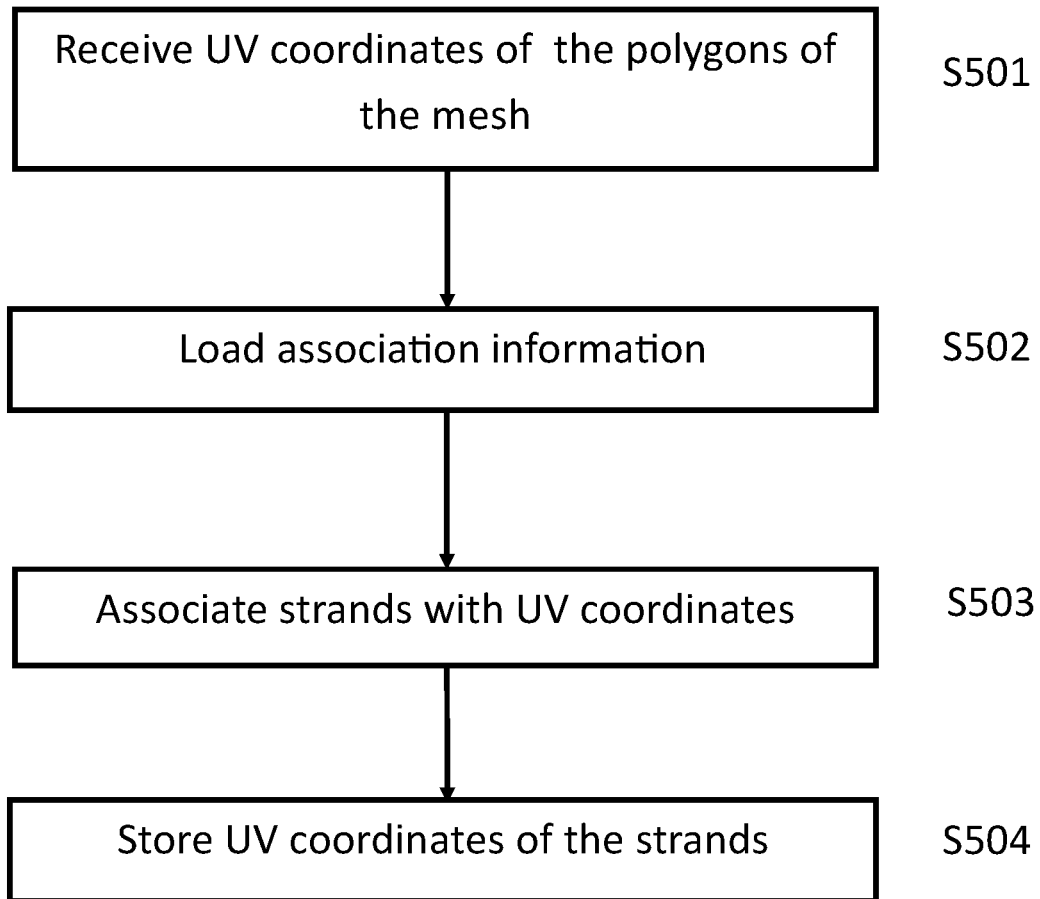 Receive UV coordinates of the polygons of
the mesh
S501
Load association information
S502
Associate strands with UV coordinates
S503
Store UV coordinates of the strands
S504